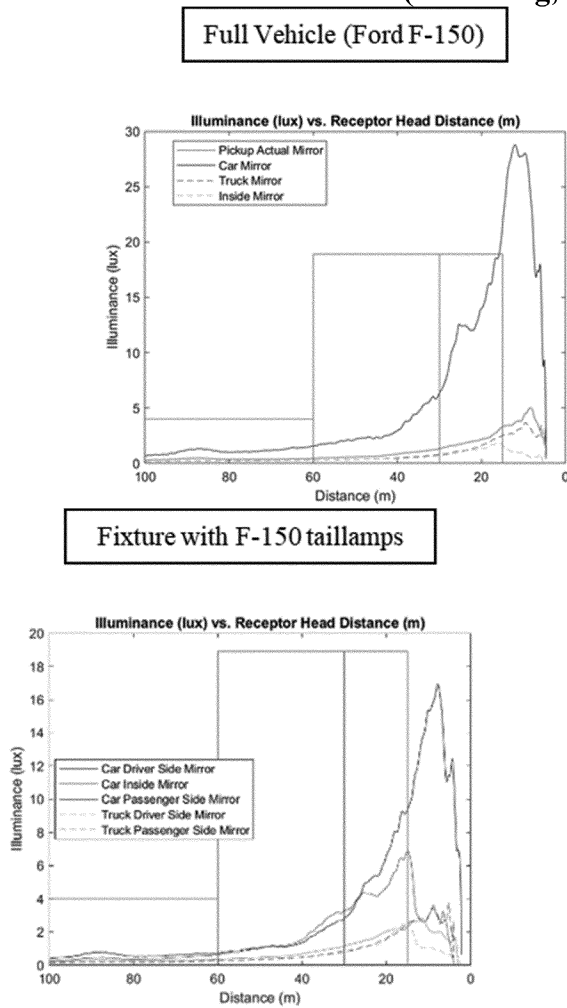 Full Vehicle (Ford F-150)
Illuminance (lux) vs. Receptor Head Distance (m)
30
25
20
15
10
5
0
Illuminance (lux)
Pickup Actual Mirror
Car Mirror
Truck Mirror
Inside Mirror
100 80 60 40 20 0
Distance (m)
Fixture with F-150 taillamps
Illuminance (lux) vs. Receptor Head Distance (m)
20
18
16
14
12
10
8
6
4
2
0
Illuminance (lux)
Car Driver Side Mirror
Car Inside Mirror
Car Passenger Side Mirror
Truck Driver Side Mirror
Truck Passenger Side Mirror
100 80 60 40 20 0
Distance (m)